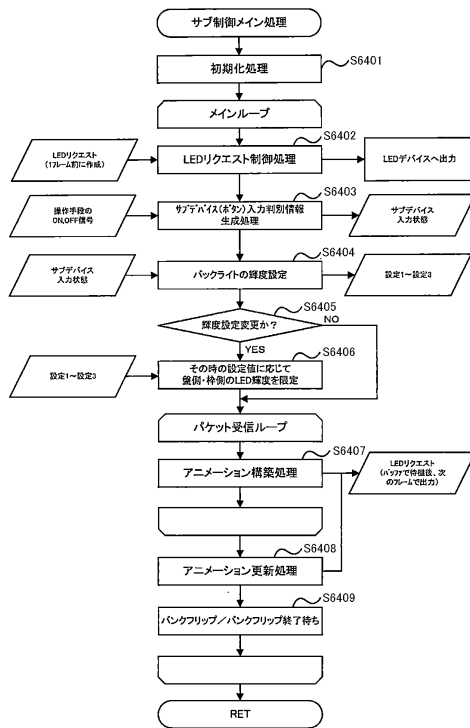 サブ制御メイン処理
S6401
初期化処理
メインループ
S6402
LEDリクエスト
(1フレーム前に作成)
LEDリクエスト制御処理
LEDデバイスへ出力
S6403
操作手段の
ON,OFF信号
サブデバイス(ボタン)入力判別情報
生成処理
サブデバイス
入力状態
S6404
サブデバイス
入力状態
バックライトの輝度設定
設定1～設定3
S6405
輝度設定変更か?
NO
YES
S6406
設定1～設定3
その時の設定値に応じて
盤側・枠側のLED輝度を限定
パケット受信ループ
S6407
アニメーション構築処理
LEDリクエスト
(バッファで待機後、次
のフレームで出力)
S6408
アニメーション更新処理
S6409
バンクフリップ/バンクフリップ終了待ち
RET